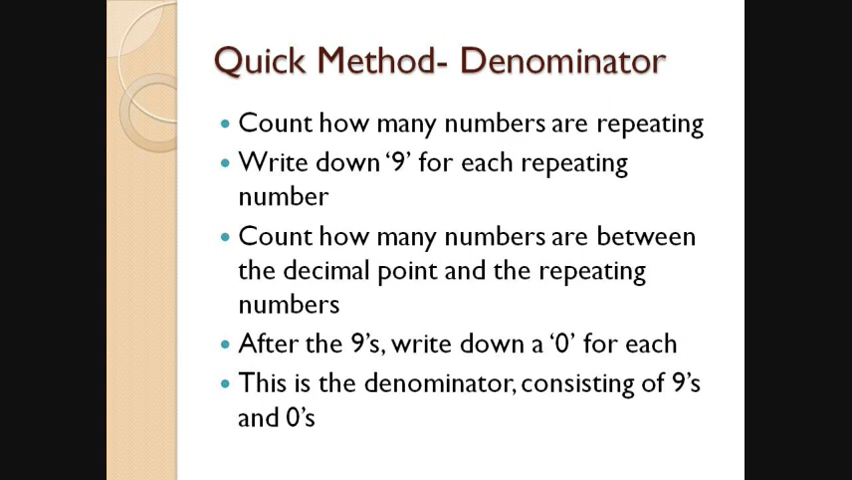 Quick Method- Denominator
• Count how many numbers are repeating
• Write down ‘9’ for each repeating
number
• Count how many numbers are between
the decimal point and the repeating
numbers
• After the 9’s, write down a ‘0’ for each
• This is the denominator, consisting of 9’s
and 0’s